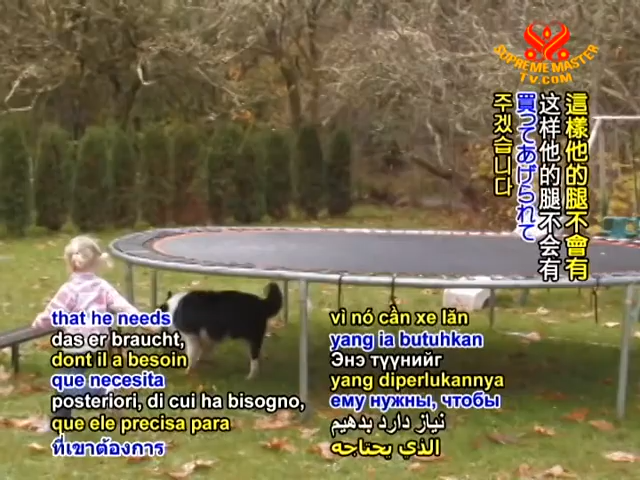 SUPREME MASTER
TV.COM
這樣他的腿不會有
这样他的腿不会有
買ってあげられて
주겠습니다
that he needs
das er braucht,
dont il a besoin
que necesita
posteriori, di cui ha bisogno,
que ele precisa para
ที่เขาต้องการ
vì nó cần xe lăn
yang ia butuhkan
Энэ түүнийг
yang diperlukannya
ему нужны, чтобы
نیاز دارد بدهیم
الذي يحتاجه